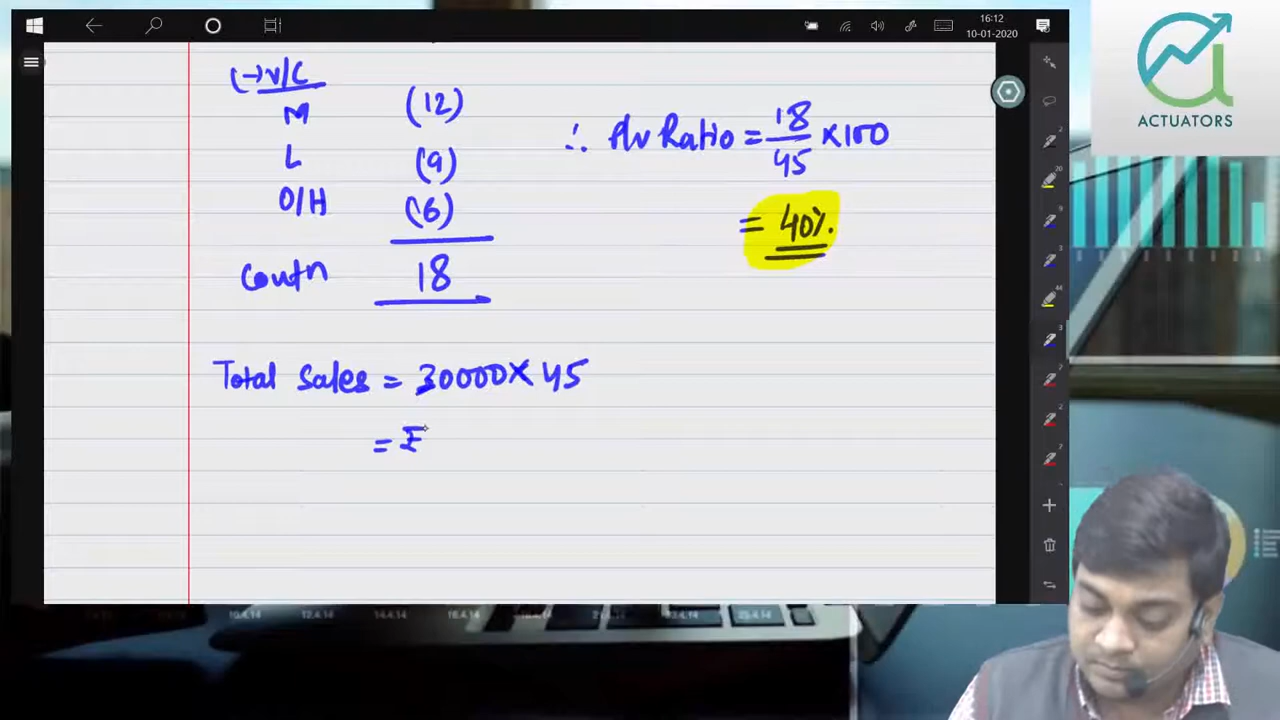 16:12
10-01-2020
(-) V/C
M (12)
L (9)
O/H (6)
Contn 18
∴ P/v Ratio = 18/45 × 100
= 40%.
Total Sales = 30000 × 45
= ₹
ACTUATORS